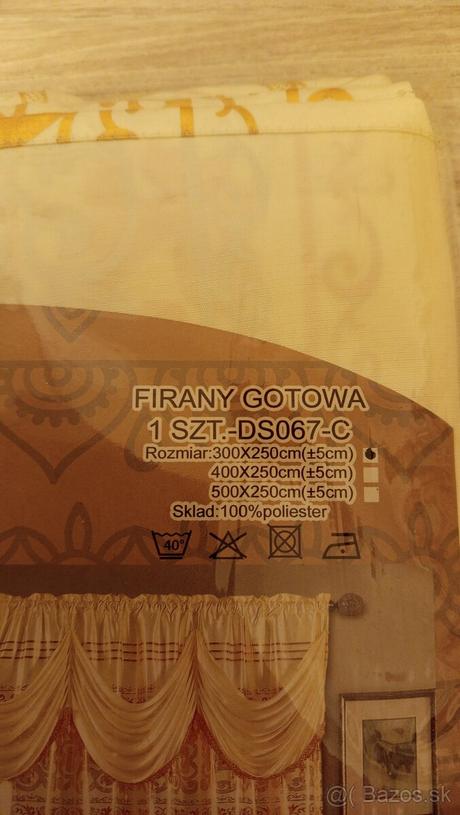 FIRANY GOTOWA
1 SZT.-DS067-C
Rozmiar:300X250cm(±5cm)
400X250cm(±5cm)
500X250cm(±5cm)
Sklad:100%poliester
40°
@( Bazos.sk